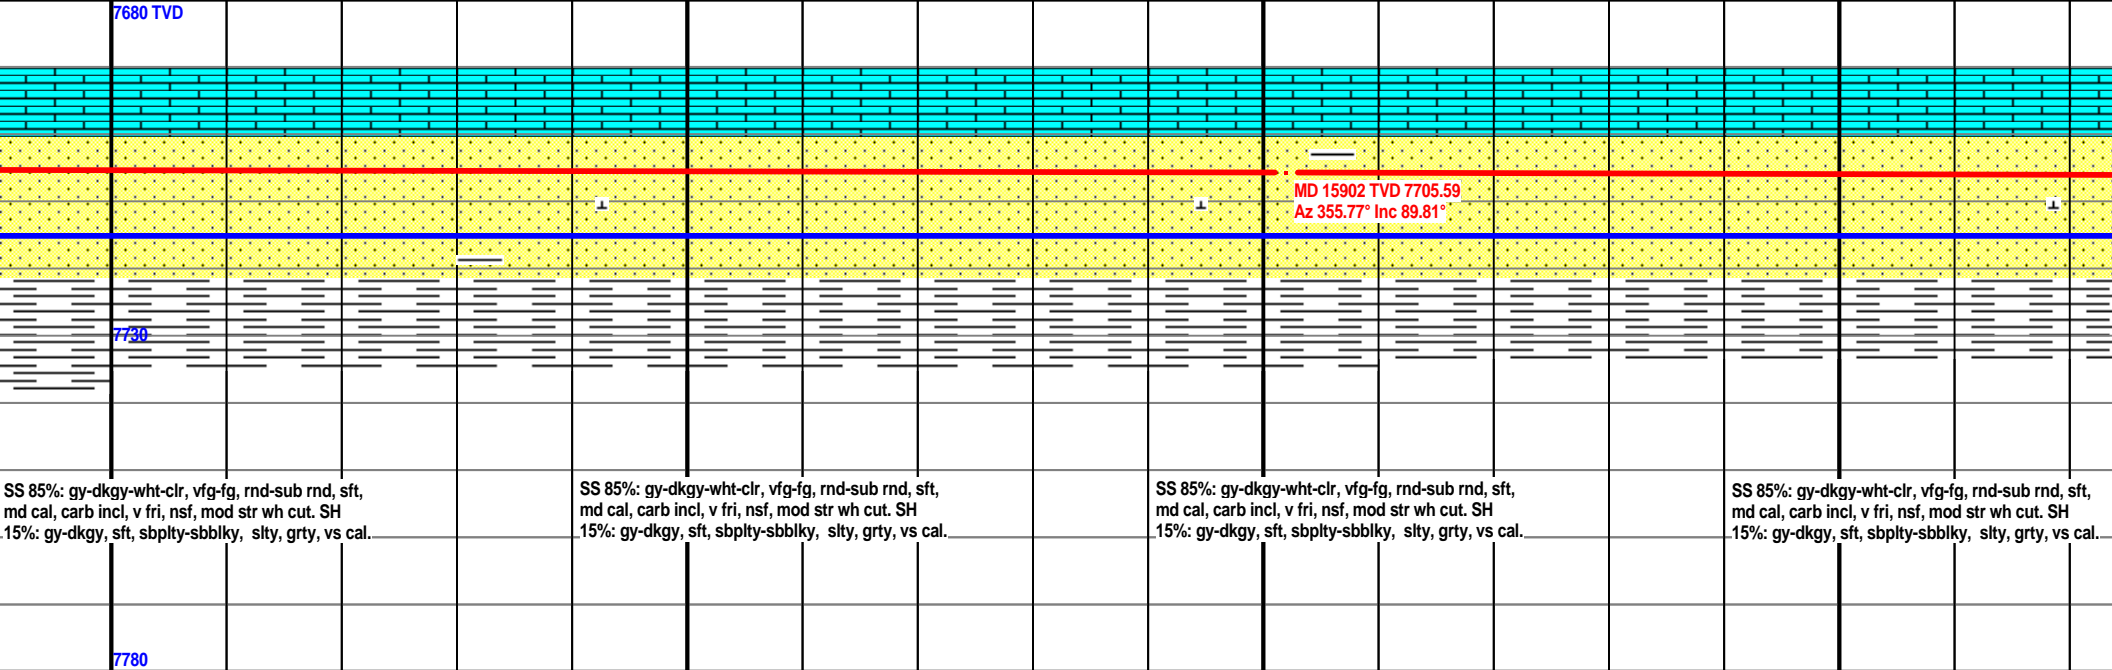 7680 TVD
MD 15902 TVD 7705.59
Az 355.77° Inc 89.81°
7730
SS 85%: gy-dkgy-wht-clr, vfg-fg, rnd-sub rnd, sft,
md cal, carb incl, v fri, nsf, mod str wh cut. SH
15%: gy-dkgy, sft, sbplty-sbblky, slty, grty, vs cal.
SS 85%: gy-dkgy-wht-clr, vfg-fg, rnd-sub rnd, sft,
md cal, carb incl, v fri, nsf, mod str wh cut. SH
15%: gy-dkgy, sft, sbplty-sbblky, slty, grty, vs cal.
SS 85%: gy-dkgy-wht-clr, vfg-fg, rnd-sub rnd, sft,
md cal, carb incl, v fri, nsf, mod str wh cut. SH
15%: gy-dkgy, sft, sbplty-sbblky, slty, grty, vs cal.
SS 85%: gy-dkgy-wht-clr, vfg-fg, rnd-sub rnd, sft,
md cal, carb incl, v fri, nsf, mod str wh cut. SH
15%: gy-dkgy, sft, sbplty-sbblky, slty, grty, vs cal.
7780